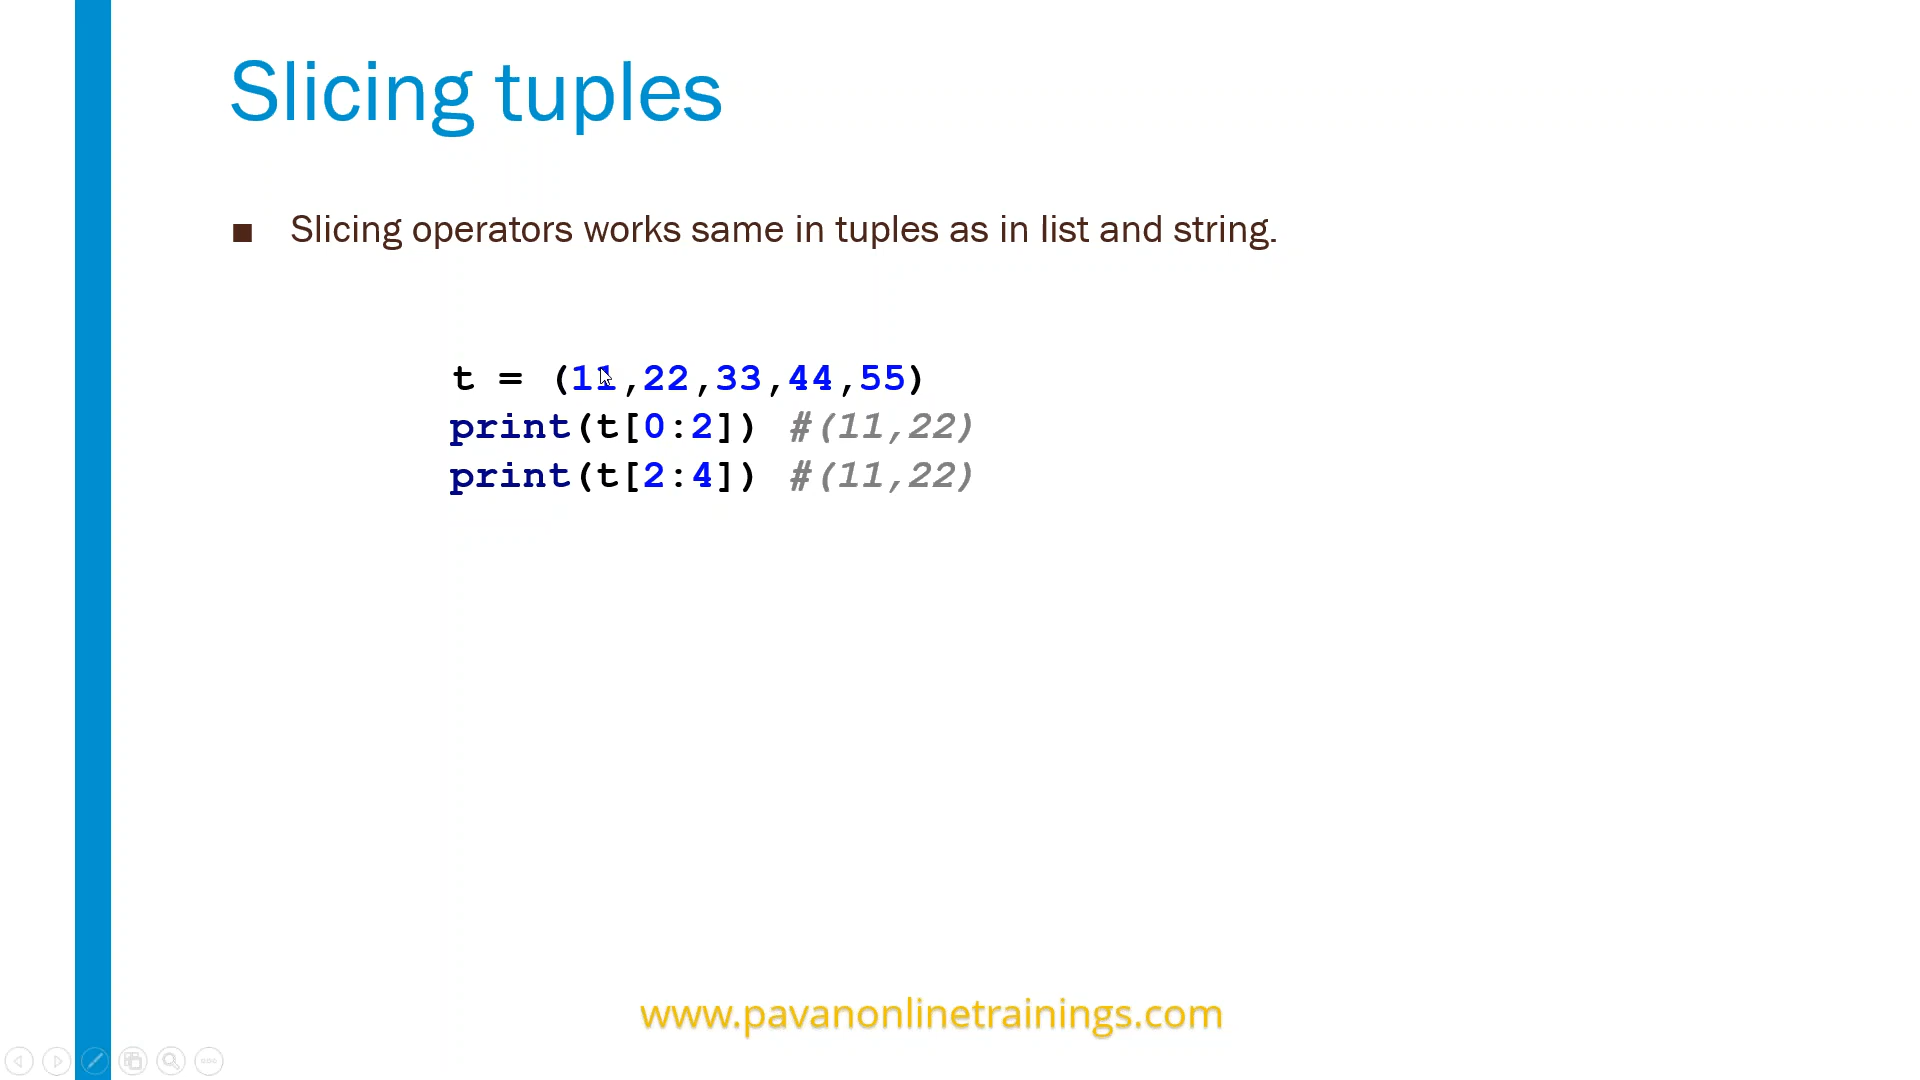 Slicing tuples
■ Slicing operators works same in tuples as in list and string.
t = (11,22,33,44,55)
print(t[0:2]) #(11,22)
print(t[2:4]) #(11,22)
www.pavanonlinetrainings.com